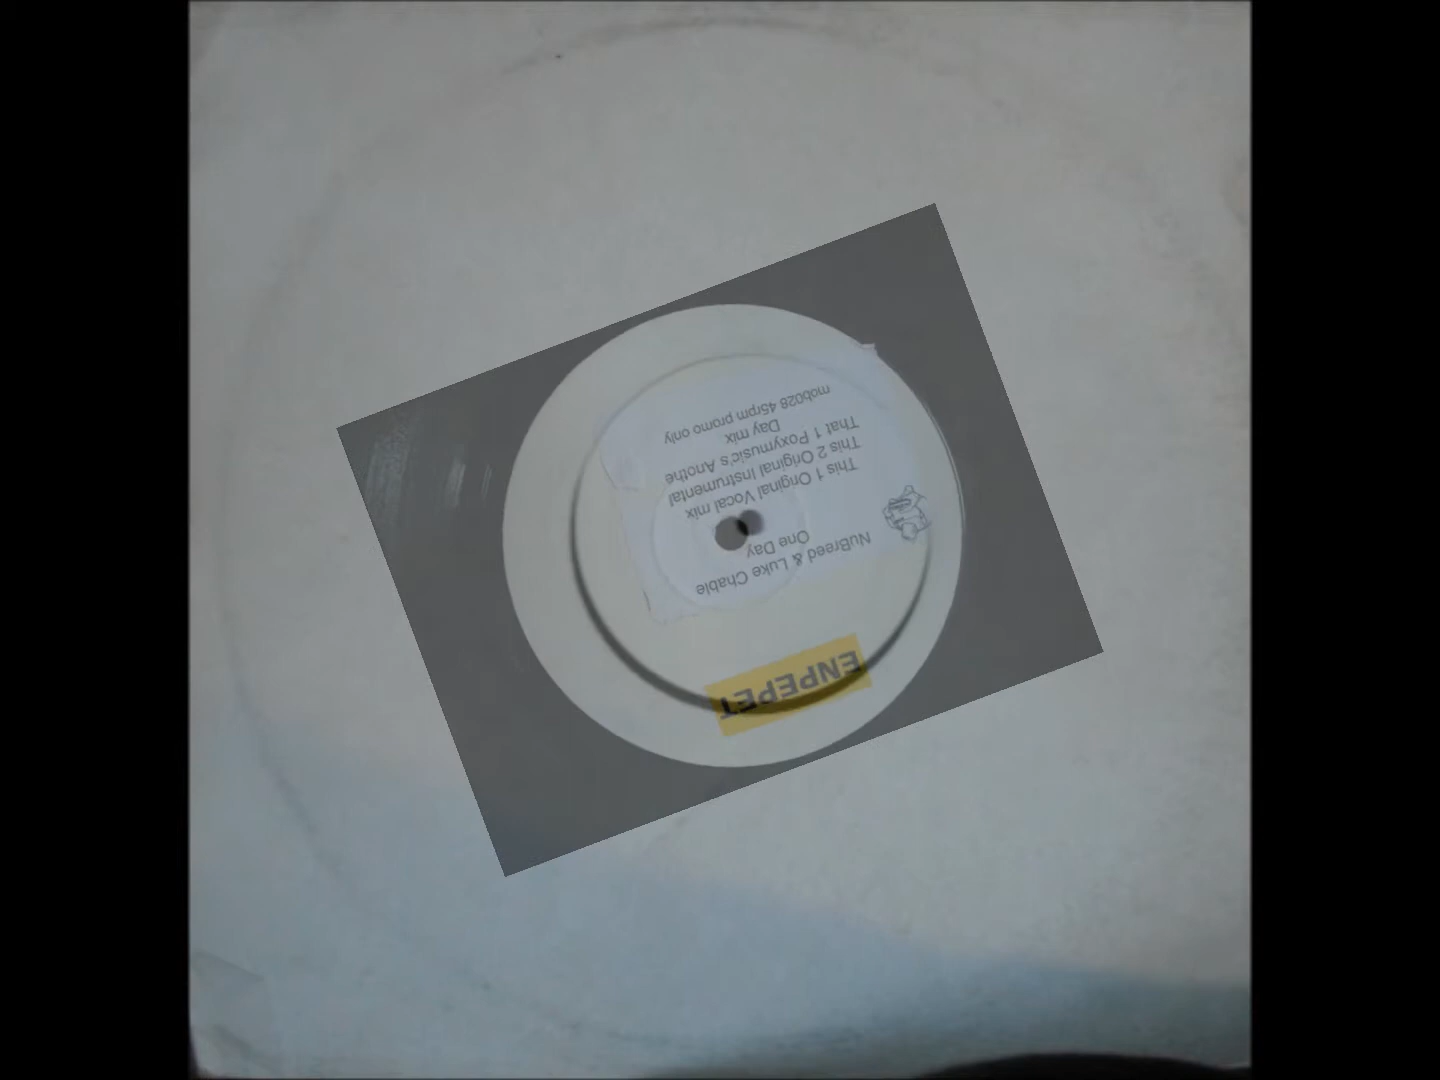 ENPEPET
NuBreed & Luke Chable
One Day
This 1 Original Vocal mix
This 2 Original Instrumental
That 1 Poxymusic's Anothe
Day mix
mob028 45rpm promo only